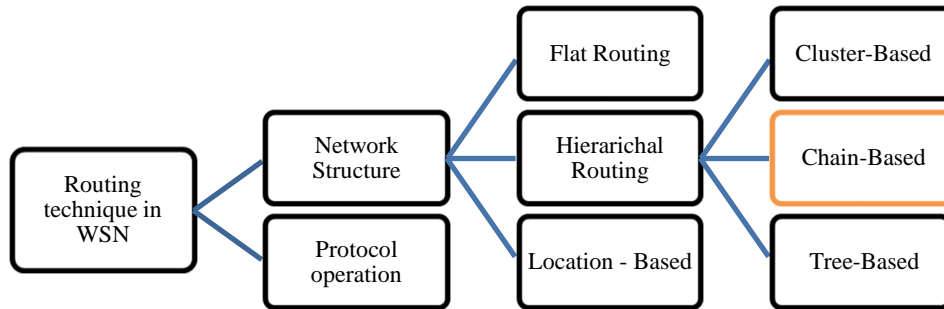 Routing
technique in
WSN
Network
Structure
Protocol
operation
Flat Routing
Hierarichal
Routing
Location - Based
Cluster-Based
Chain-Based
Tree-Based